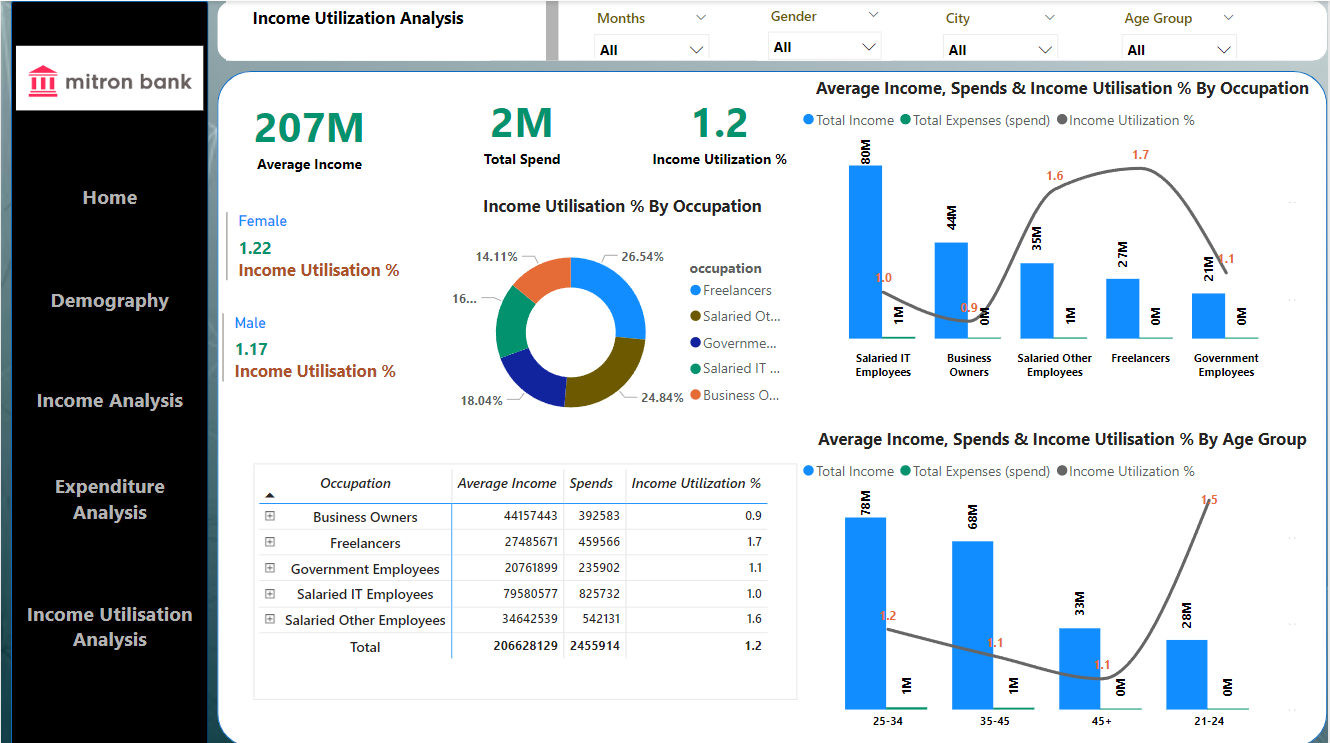 Income Utilization Analysis
Months
All
Gender
All
City
All
Age Group
All
mitron bank
Home
Demography
Income Analysis
Expenditure
Analysis
Income Utilisation
Analysis
207M
Average Income
2M
Total Spend
1.2
Income Utilization %
Female
1.22
Income Utilisation %
Male
1.17
Income Utilisation %
Income Utilisation % By Occupation
26.54%
24.84%
18.04%
16...
14.11%
occupation
Freelancers
Salaried Ot...
Governme...
Salaried IT ...
Business O...
Occupation Average Income Spends Income Utilization %
Business Owners 44157443 392583 0.9
Freelancers 27485671 459566 1.7
Government Employees 20761899 235902 1.1
Salaried IT Employees 79580577 825732 1.0
Salaried Other Employees 34642539 542131 1.6
Total 206628129 2455914 1.2
Average Income, Spends & Income Utilisation % By Occupation
Total Income Total Expenses (spend) Income Utilization %
80M 44M 35M 27M 21M
1.0 0.9 1.6 1.7 1.1
1M 0M 1M 0M 0M
Salaried IT
Employees
Business
Owners
Salaried Other
Employees
Freelancers
Government
Employees
Average Income, Spends & Income Utilisation % By Age Group
Total Income Total Expenses (spend) Income Utilization %
78M 68M 33M 28M
1.2 1.1 1.1 1.5
1M 1M 0M 0M
25-34 35-45 45+ 21-24